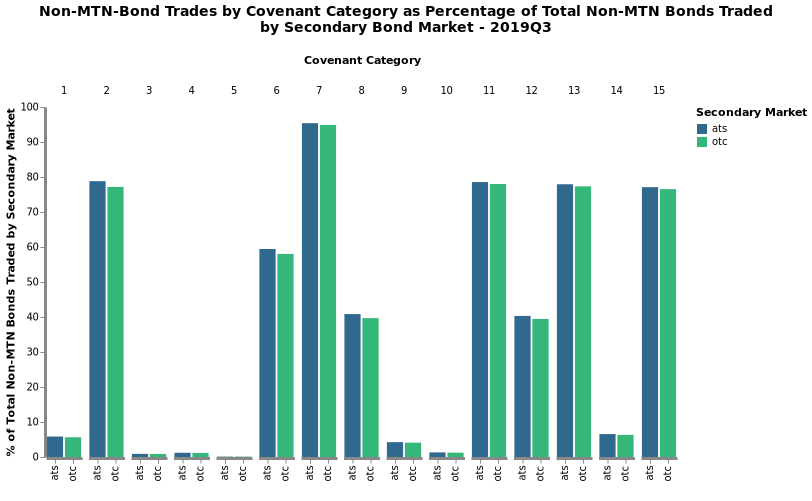 Non-MTN-Bond Trades by Covenant Category as Percentage of Total Non-MTN Bonds Traded
by Secondary Bond Market - 2019Q3
Covenant Category
1 2 3 4 5 6 7 8 9 10 11 12 13 14 15
% of Total Non-MTN Bonds Traded by Secondary Market
100
90
80
70
60
50
40
30
20
10
0
ats otc ats otc ats otc ats otc ats otc ats otc ats otc ats otc ats otc ats otc ats otc ats otc ats otc ats otc ats otc
Secondary Market
ats
otc